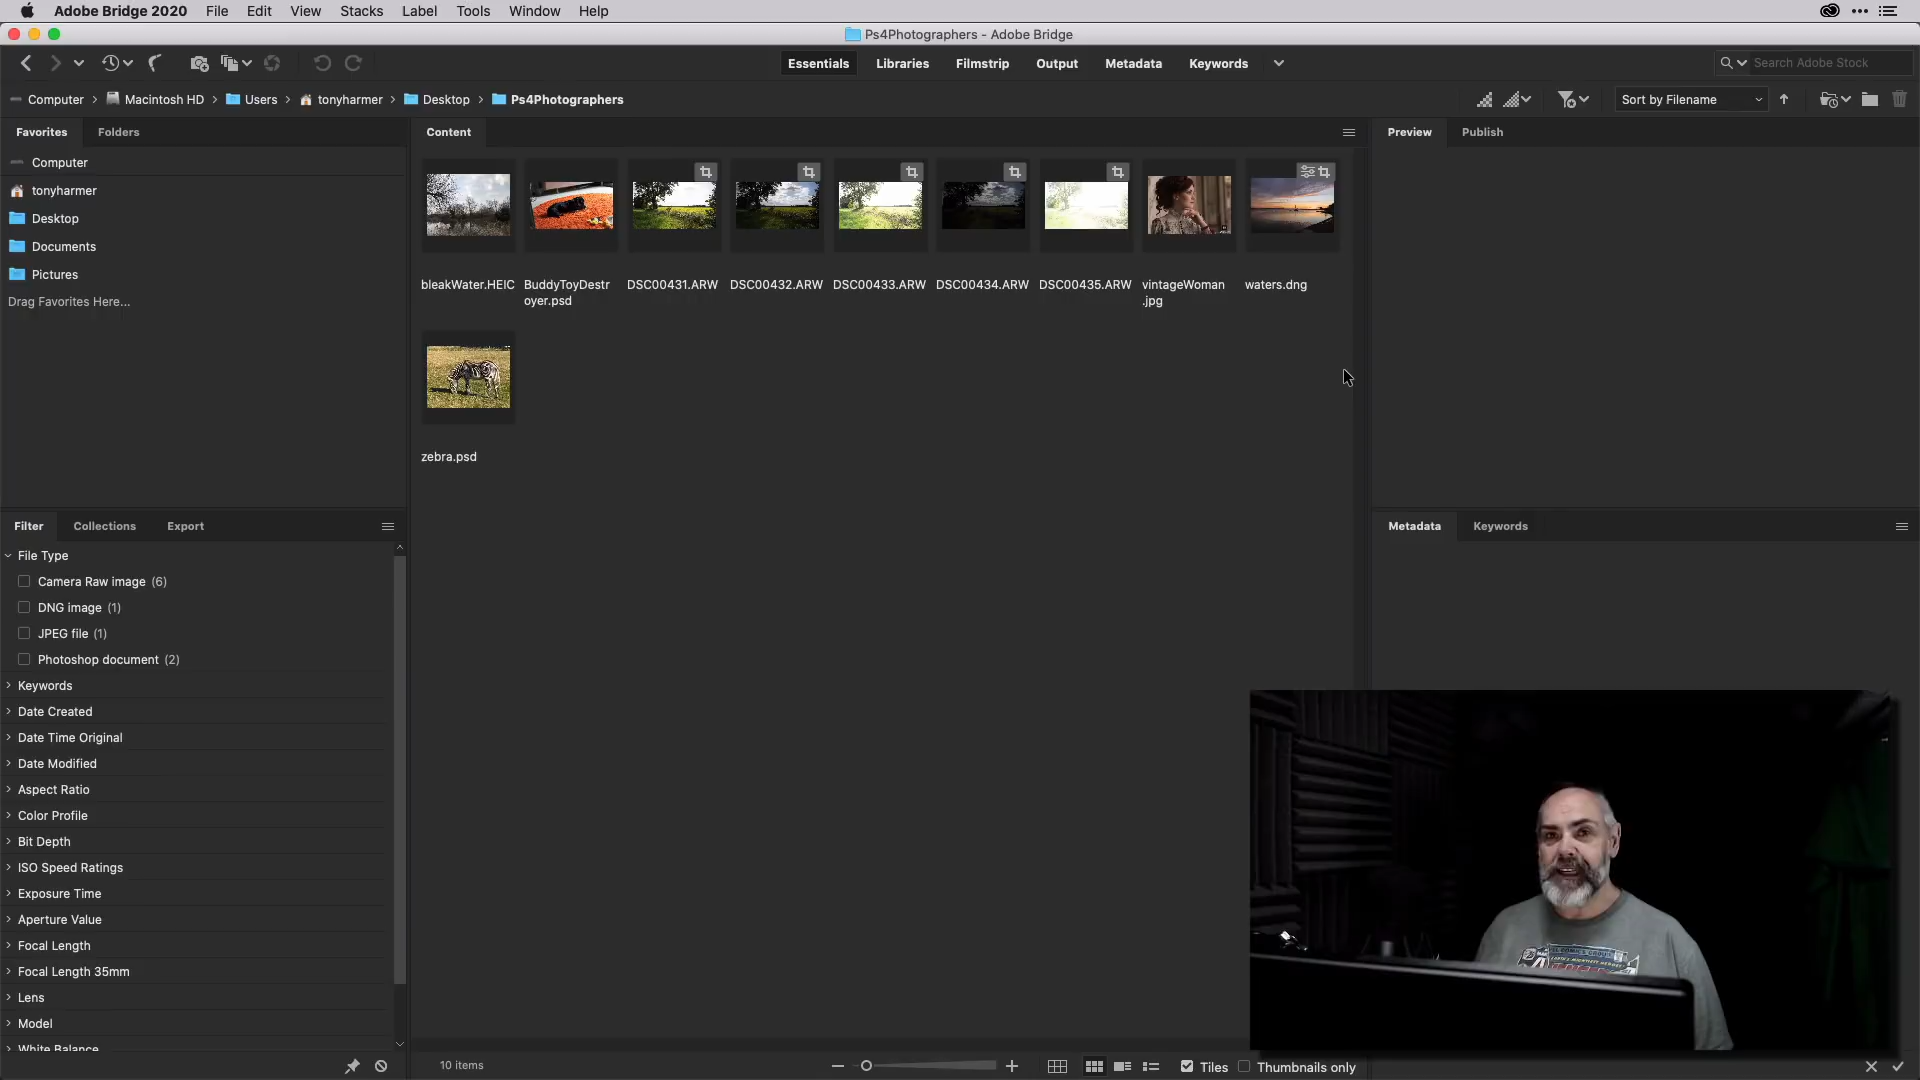 Adobe Bridge 2020 File Edit View Stacks Label Tools Window Help
Ps4Photographers - Adobe Bridge
Essentials Libraries Filmstrip Output Metadata Keywords
Search Adobe Stock
Computer Macintosh HD Users tonyharmer Desktop Ps4Photographers
Sort by Filename
Favorites Folders
Computer
tonyharmer
Desktop
Documents
Pictures
Drag Favorites Here...
Content
bleakWater.HEIC
BuddyToyDestr
oyer.psd
DSC00431.ARW
DSC00432.ARW
DSC00433.ARW
DSC00434.ARW
DSC00435.ARW
vintageWoman
.jpg
waters.dng
zebra.psd
Preview Publish
Filter Collections Export
File Type
Camera Raw image (6)
DNG image (1)
JPEG file (1)
Photoshop document (2)
Keywords
Date Created
Date Time Original
Date Modified
Aspect Ratio
Color Profile
Bit Depth
ISO Speed Ratings
Exposure Time
Aperture Value
Focal Length
Focal Length 35mm
Lens
Model
White Balance
Metadata Keywords
10 items
Tiles
Thumbnails only